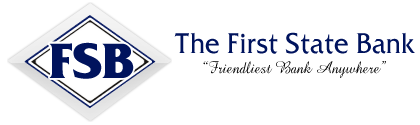 FSB
The First State Bank
“Friendliest Bank Anywhere”